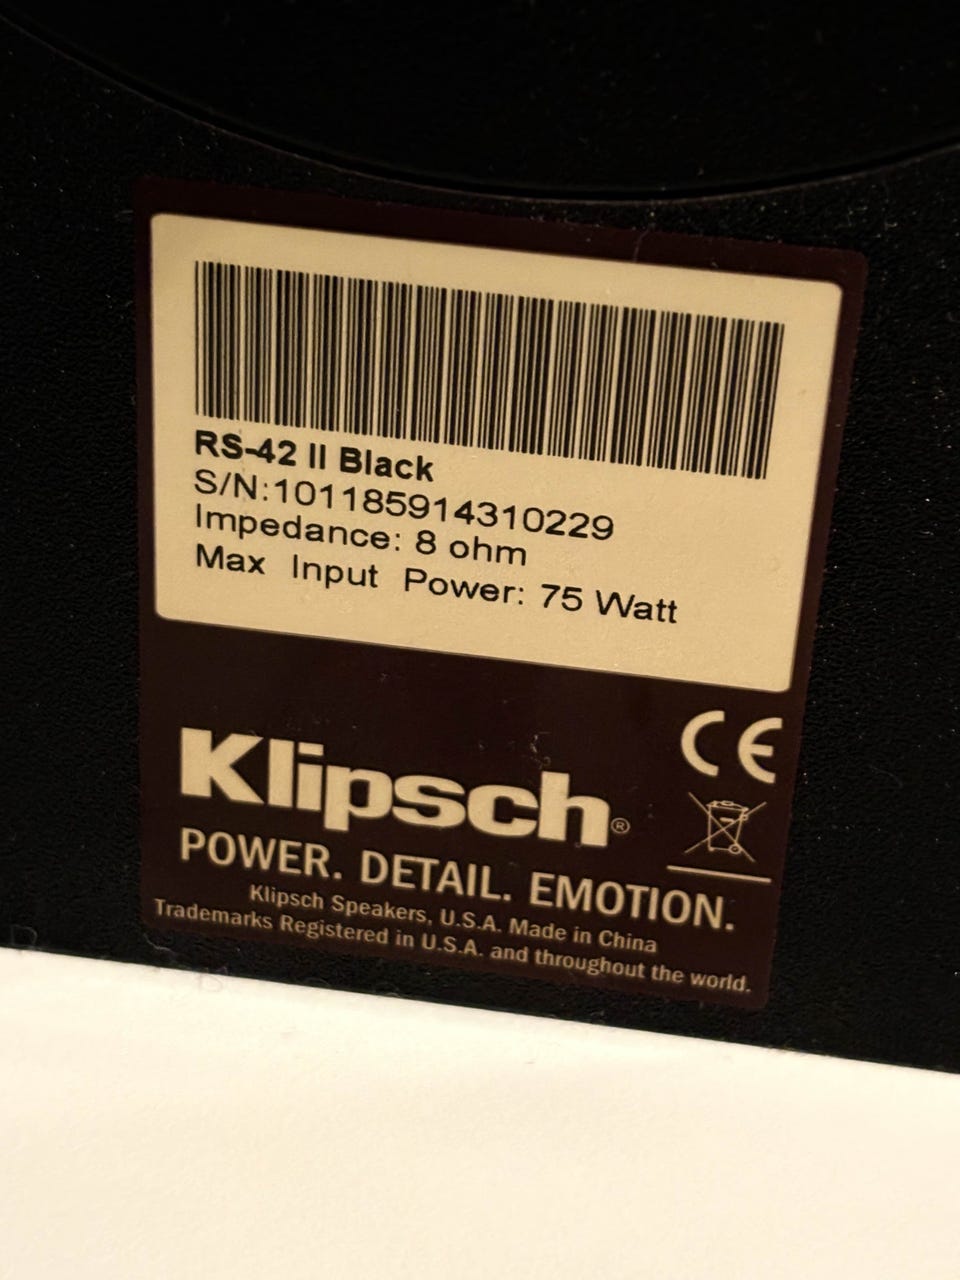 RS-42 II Black
S/N:101185914310229
Impedance: 8 ohm
Max Input Power: 75 Watt
CE
Klipsch®
POWER. DETAIL. EMOTION.
Klipsch Speakers, U.S.A. Made in China
Trademarks Registered in U.S.A. and throughout the world.